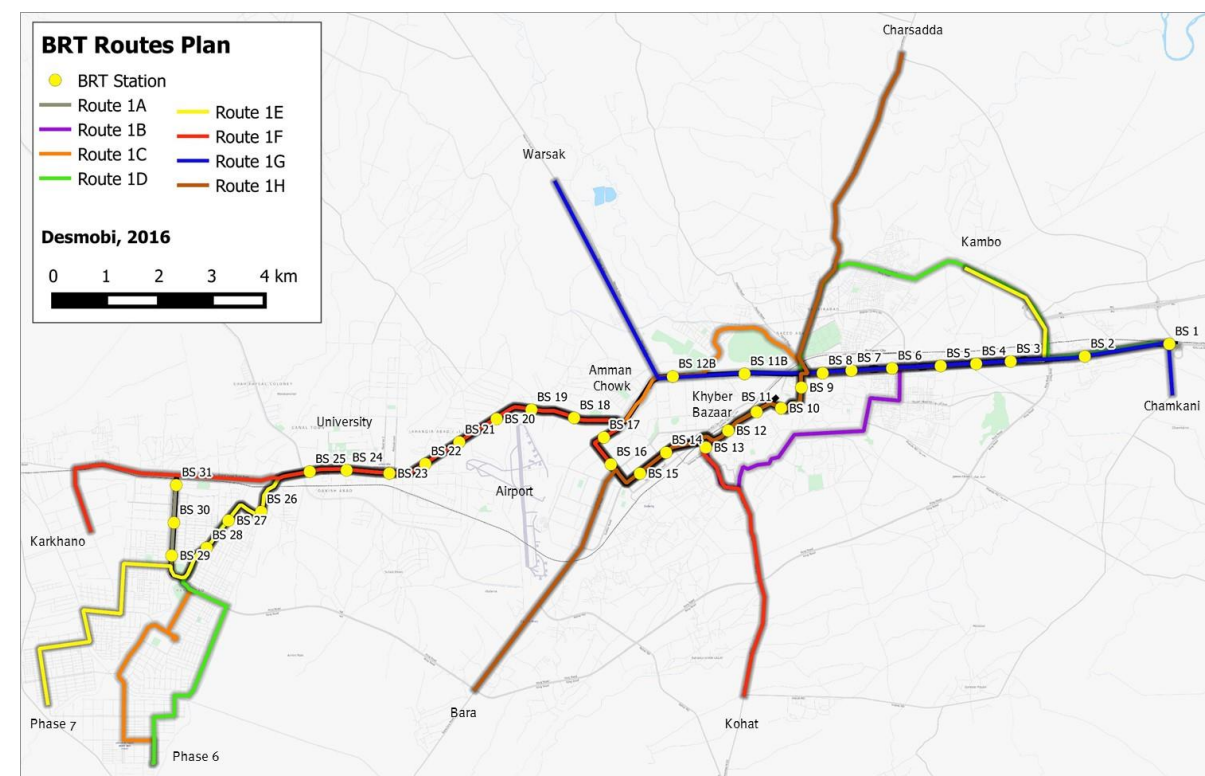 BRT Routes Plan
BRT Station
Route 1A
Route 1B
Route 1C
Route 1D
Route 1E
Route 1F
Route 1G
Route 1H
Desmobi, 2016
0 1 2 3 4 km
Charsadda
Warsak
Kambo
BS 1
BS 2
BS 3
BS 4
BS 5
BS 6
BS 7
BS 8
BS 11B
BS 12B
Amman
Chowk
BS 9
Chamkani
Khyber
Bazaar
BS 11
BS 10
BS 19
BS 18
BS 20
University
BS 17
BS 12
BS 13
BS 14
BS 21
BS 16
BS 15
BS 22
BS 25
BS 24
BS 23
BS 31
Airport
BS 26
BS 30
BS 27
Karkhano
BS 28
BS 29
Phase 7
Bara
Kohat
Phase 6